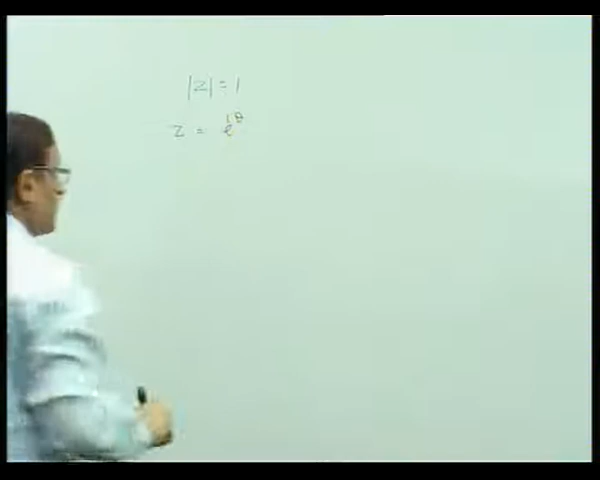 |z| = 1
z = e^{iθ}